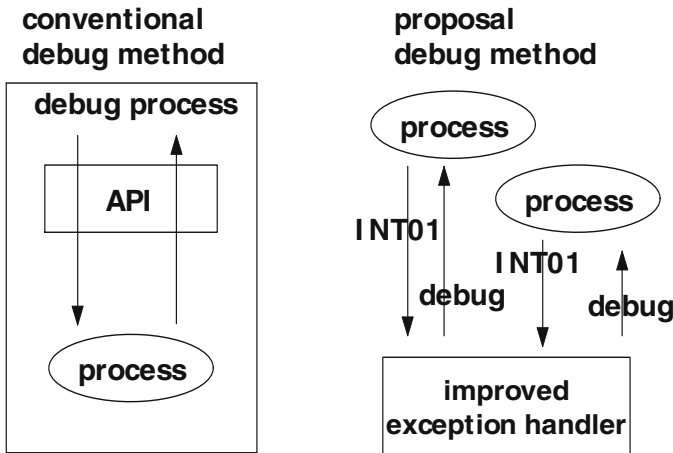 conventional
debug method
debug process
API
process
proposal
debug method
process
process
INT01
INT01
debug
debug
improved
exception handler